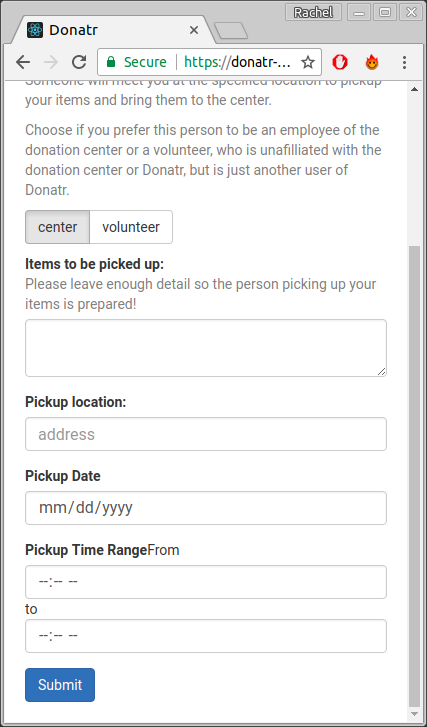 Rachel
Donatr
Secure https://donatr-...
Someone will meet you at the specified location to pickup
your items and bring them to the center.
Choose if you prefer this person to be an employee of the
donation center or a volunteer, who is unafilliated with the
donation center or Donatr, but is just another user of
Donatr.
center volunteer
Items to be picked up:
Please leave enough detail so the person picking up your
items is prepared!
Pickup location:
address
Pickup Date
mm/dd/yyyy
Pickup Time RangeFrom
--:-- --
to
--:-- --
Submit